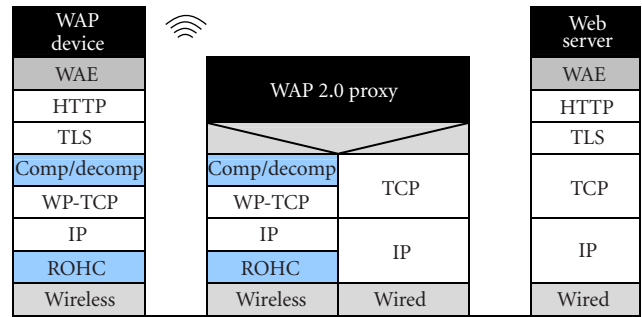 WAP
device
WAE
HTTP
TLS
Comp/decomp
WP-TCP
IP
ROHC
Wireless
WAP 2.0 proxy
Comp/decomp
WP-TCP
IP
ROHC
Wireless
TCP
IP
Wired
Web
server
WAE
HTTP
TLS
TCP
IP
Wired